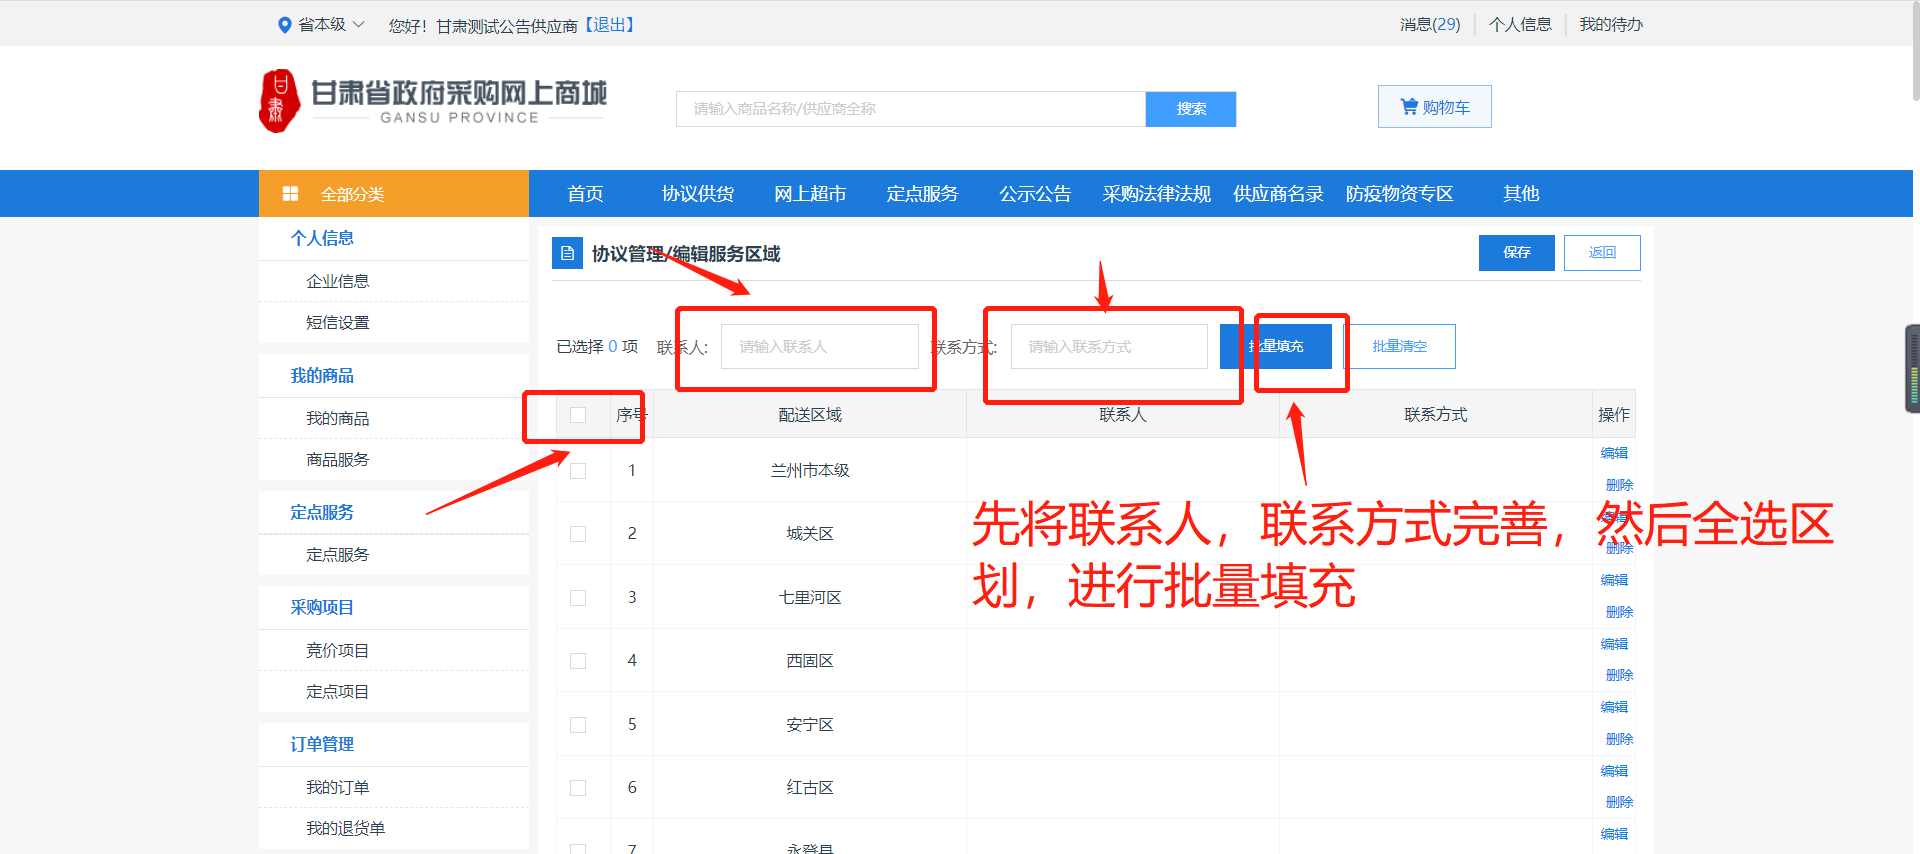 省本级 您好！甘肃测试公告供应商【退出】 消息(29) 个人信息 我的待办
甘肃
甘肃省政府采购网上商城
GANSU PROVINCE
请输入商品名称/供应商全称 搜索 购物车
全部分类 首页 协议供货 网上超市 定点服务 公示公告 采购法律法规 供应商名录 防疫物资专区 其他
个人信息
企业信息
短信设置
我的商品
我的商品
商品服务
定点服务
定点服务
采购项目
竞价项目
定点项目
订单管理
我的订单
我的退货单
协议管理/编辑服务区域 保存 返回
已选择 0 项 联系人: 请输入联系人 联系方式: 请输入联系方式 批量填充 批量清空
序号 配送区域 联系人 联系方式 操作
1 兰州市本级 编辑 删除
2 城关区 编辑 删除
3 七里河区 编辑 删除
4 西固区 编辑 删除
5 安宁区 编辑 删除
6 红古区 编辑 删除
7 永登县 编辑
先将联系人，联系方式完善，然后全选区
划，进行批量填充